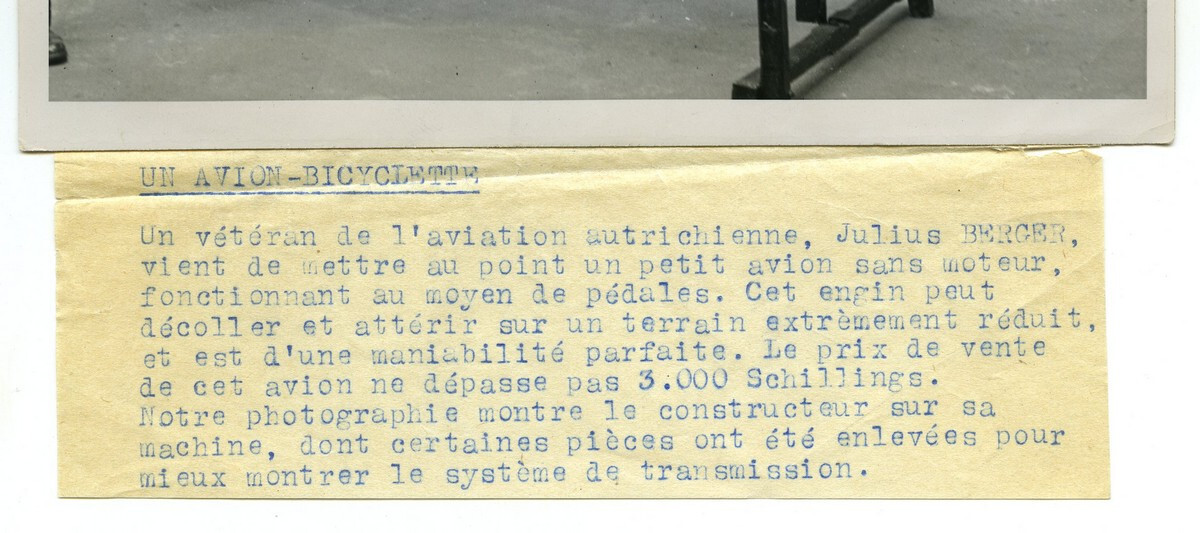 UN AVION-BICYCLETTE
Un vétéran de l'aviation autrichienne, Julius BERGER,
vient de mettre au point un petit avion sans moteur,
fonctionnant au moyen de pédales. Cet engin peut
décoller et attérir sur un terrain extrèmement réduit,
et est d'une maniabilité parfaite. Le prix de vente
de cet avion ne dépasse pas 3.000 Schillings.
Notre photographie montre le constructeur sur sa
machine, dont certaines pièces ont été enlevées pour
mieux montrer le système de transmission.